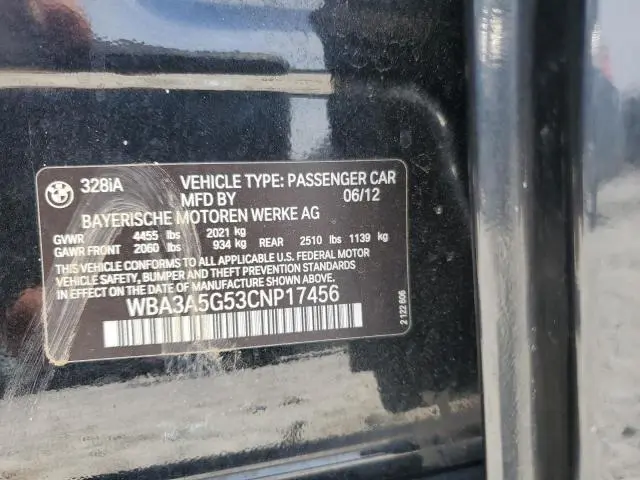 BMW
328iA
VEHICLE TYPE: PASSENGER CAR
MFD BY 06/12
BAYERISCHE MOTOREN WERKE AG
GVWR 4455 lbs 2021 kg
GAWR FRONT 2060 lbs 934 kg REAR 2510 lbs 1139 kg
THIS VEHICLE CONFORMS TO ALL APPLICABLE U.S. FEDERAL MOTOR
VEHICLE SAFETY, BUMPER, AND THEFT PREVENTION STANDARDS
IN EFFECT ON THE DATE OF MANUFACTURE SHOWN ABOVE.
WBA3A5G53CNP17456
2 122 606